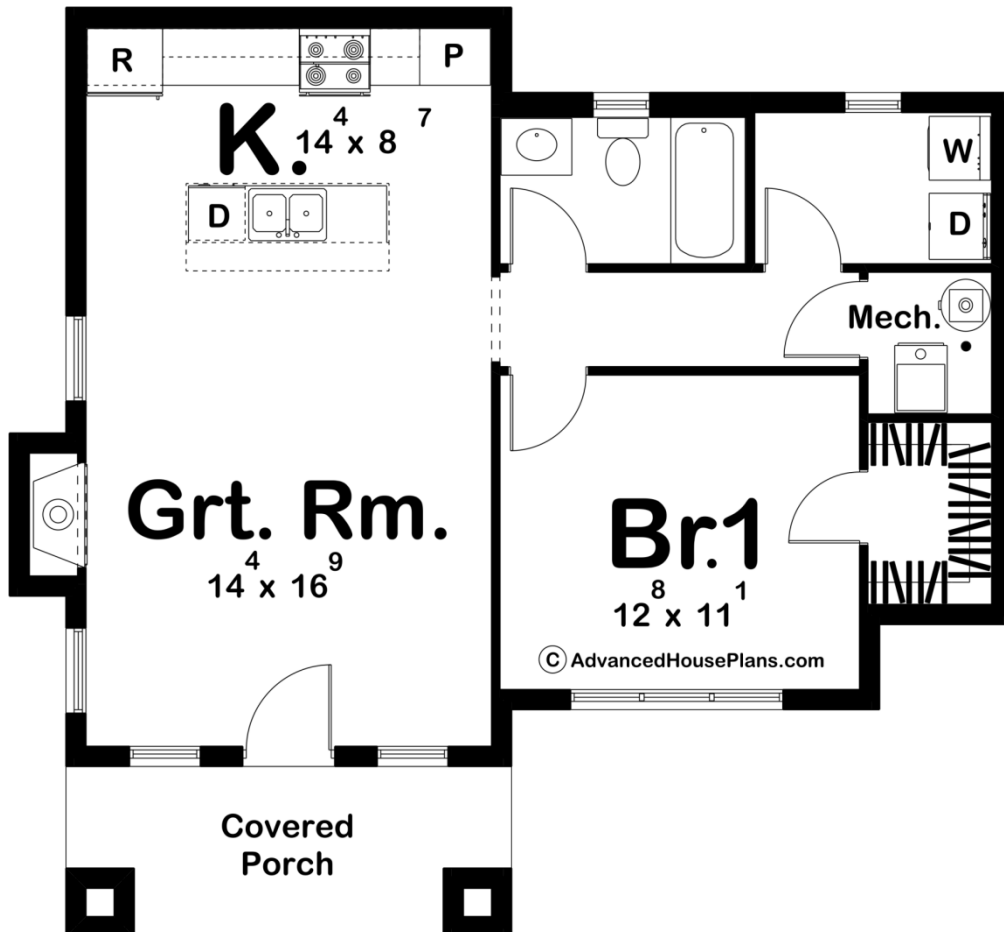 R
P
K.
14⁴ x 8⁷
D
W
D
Mech.
Grt. Rm.
14⁴ x 16⁹
Br.1
12⁸ x 11¹
© AdvancedHousePlans.com
Covered
Porch